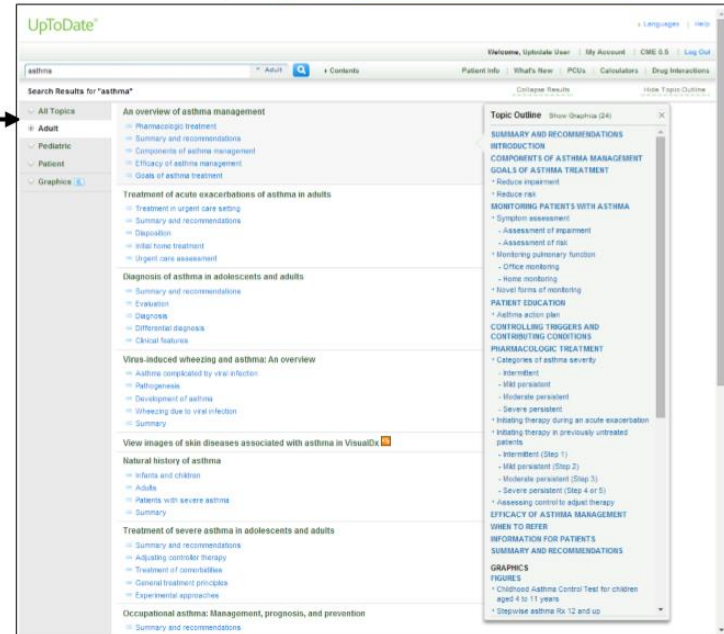 UpToDate®
Languages | Help
Welcome, Uptodate User | My Account | CME 0.5 | Log Out
asthma Adult Contents Patient Info | What's New | PCUs | Calculators | Drug Interactions
Search Results for "asthma" Collapse Results Hide Topic Outline
All Topics
Adult
Pediatric
Patient
Graphics
An overview of asthma management
Pharmacologic treatment
Summary and recommendations
Components of asthma management
Efficacy of asthma management
Goals of asthma treatment
Treatment of acute exacerbations of asthma in adults
Treatment in urgent care setting
Summary and recommendations
Disposition
Initial home treatment
Urgent care assessment
Diagnosis of asthma in adolescents and adults
Summary and recommendations
Evaluation
Diagnosis
Differential diagnosis
Clinical features
Virus-induced wheezing and asthma: An overview
Asthma complicated by viral infection
Pathogenesis
Development of asthma
Wheezing due to viral infection
Summary
View images of skin diseases associated with asthma in VisualDx
Natural history of asthma
Infants and children
Adults
Patients with severe asthma
Summary
Treatment of severe asthma in adolescents and adults
Summary and recommendations
Adjusting controller therapy
Treatment of comorbidities
General treatment principles
Experimental approaches
Occupational asthma: Management, prognosis, and prevention
Summary and recommendations
Topic Outline Show Graphics (24)
SUMMARY AND RECOMMENDATIONS
INTRODUCTION
COMPONENTS OF ASTHMA MANAGEMENT
GOALS OF ASTHMA TREATMENT
• Reduce impairment
• Reduce risk
MONITORING PATIENTS WITH ASTHMA
• Symptom assessment
- Assessment of impairment
- Assessment of risk
• Monitoring pulmonary function
- Office monitoring
- Home monitoring
• Novel forms of monitoring
PATIENT EDUCATION
• Asthma action plan
CONTROLLING TRIGGERS AND
CONTRIBUTING CONDITIONS
PHARMACOLOGIC TREATMENT
• Categories of asthma severity
- Intermittent
- Mild persistent
- Moderate persistent
- Severe persistent
• Initiating therapy during an acute exacerbation
• Initiating therapy in previously untreated
patients
- Intermittent (Step 1)
- Mild persistent (Step 2)
- Moderate persistent (Step 3)
- Severe persistent (Step 4 or 5)
• Assessing control to adjust therapy
EFFICACY OF ASTHMA MANAGEMENT
WHEN TO REFER
INFORMATION FOR PATIENTS
SUMMARY AND RECOMMENDATIONS
GRAPHICS
FIGURES
• Childhood Asthma Control Test for children
aged 4 to 11 years
• Stepwise asthma Rx 12 and up